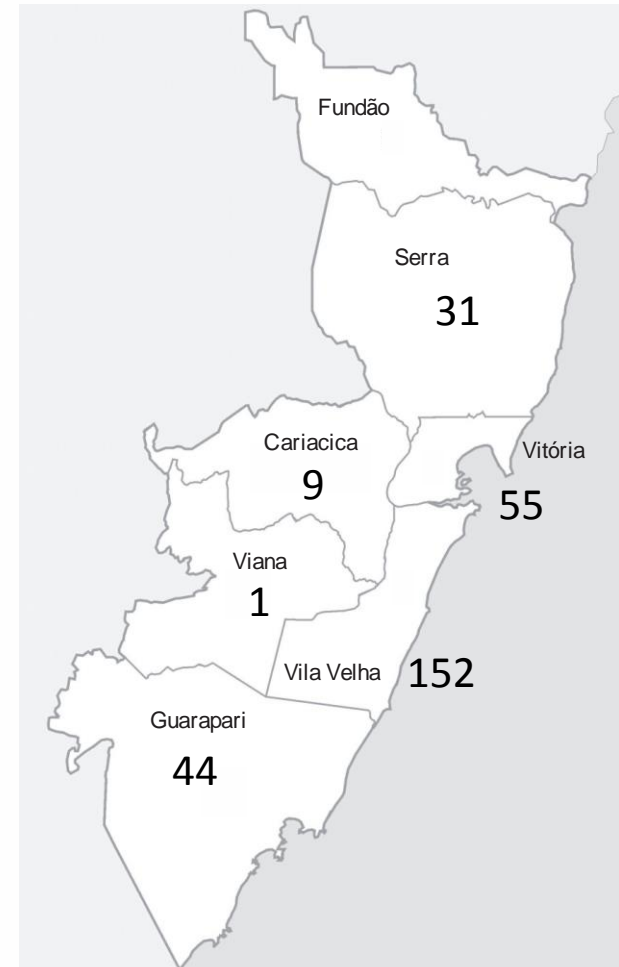 Fundão
Serra
31
Cariacica
9
Vitória
55
Viana
1
Vila Velha 152
Guarapari
44